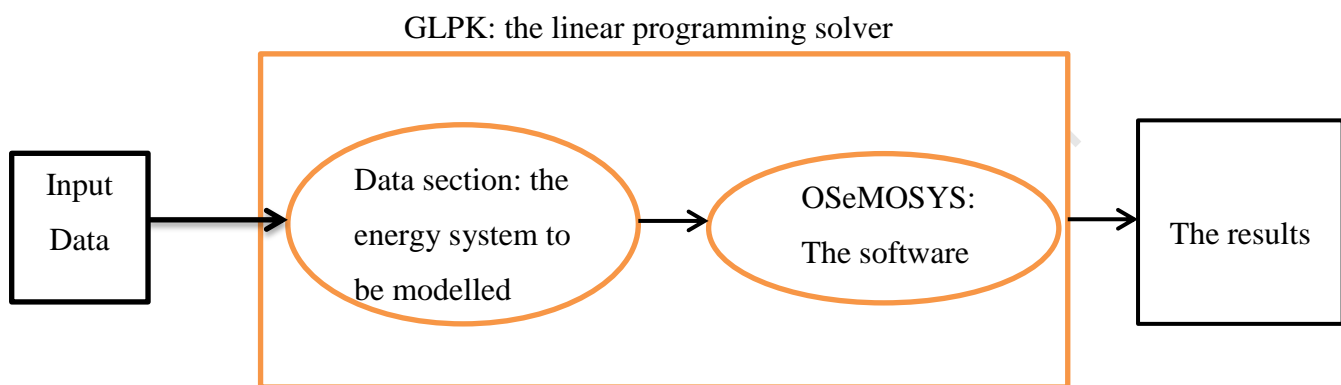 GLPK: the linear programming solver
Input
Data
Data section: the
energy system to
be modelled
OSeMOSYS:
The software
The results